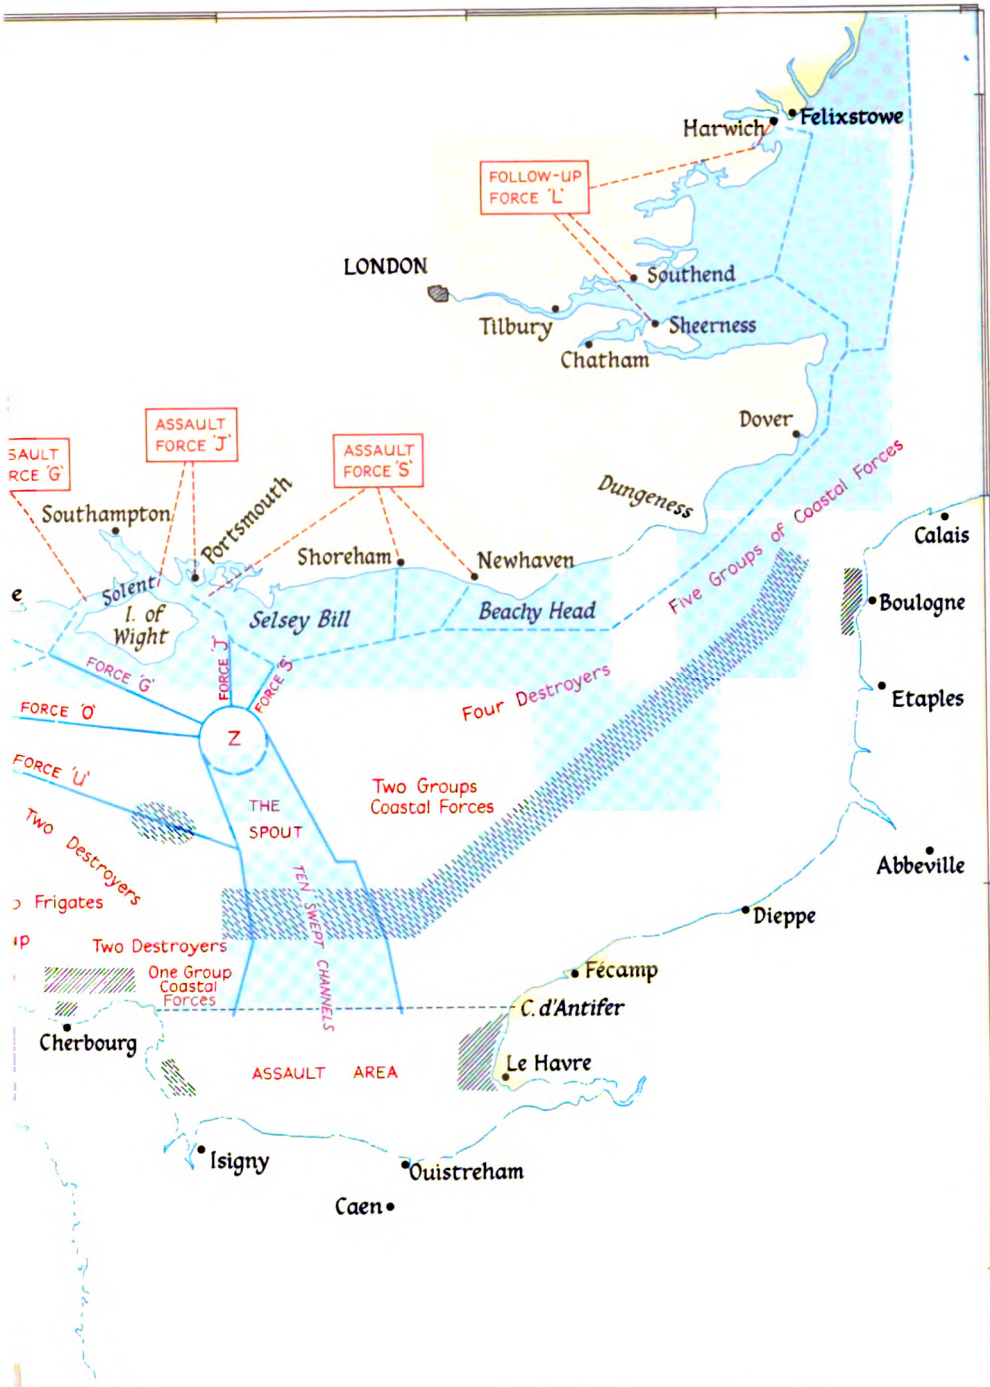 Harwich
Felixstowe
FOLLOW-UP
FORCE 'L'
LONDON
Southend
Tilbury
Sheerness
Chatham
Dover
ASSAULT
FORCE 'J'
SAULT
RCE 'G'
ASSAULT
FORCE 'S'
Dungeness
Five Groups of Coastal Forces
Calais
Southampton
Portsmouth
Shoreham
Newhaven
Solent
I. of
Wight
Selsey Bill
Beachy Head
e
Boulogne
Etaples
FORCE 'G'
FORCE 'J'
FORCE 'S'
FORCE 'O'
Z
Four Destroyers
FORCE 'U'
THE
SPOUT
Two Groups
Coastal Forces
Two Destroyers
TEN SWEPT CHANNELS
Abbeville
Frigates
Dieppe
up
Two Destroyers
One Group
Coastal
Forces
Fécamp
C. d'Antifer
Cherbourg
ASSAULT AREA
Le Havre
Isigny
Ouistreham
Caen